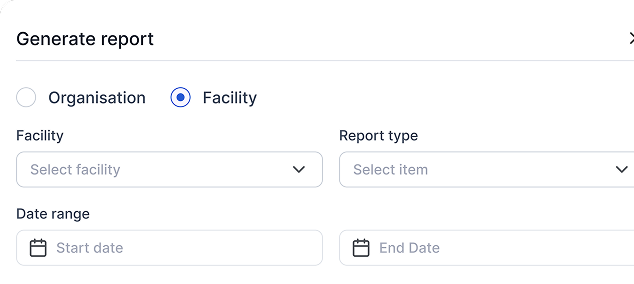 Generate report
Organisation Facility
Facility Report type
Select facility Select item
Date range
Start date End Date